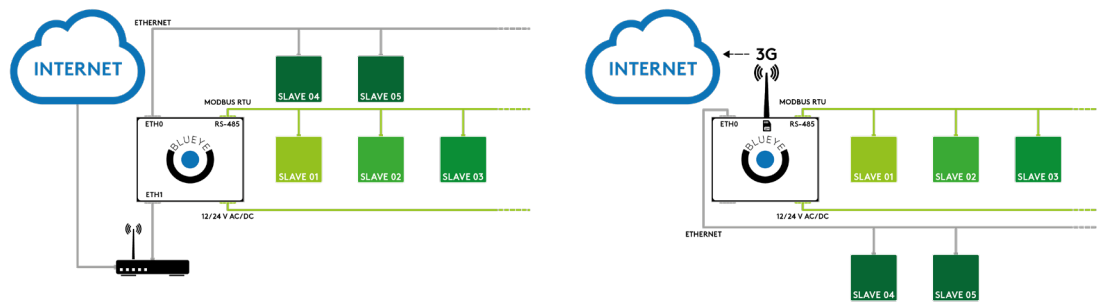 ETHERNET
INTERNET
SLAVE 04
SLAVE 05
MODBUS RTU
ETH0
RS-485
BLUEYE
SLAVE 01
SLAVE 02
SLAVE 03
ETH1
12/24 V AC/DC
3G
INTERNET
MODBUS RTU
ETH0
RS-485
BLUEYE
SLAVE 01
SLAVE 02
SLAVE 03
12/24 V AC/DC
ETHERNET
SLAVE 04
SLAVE 05